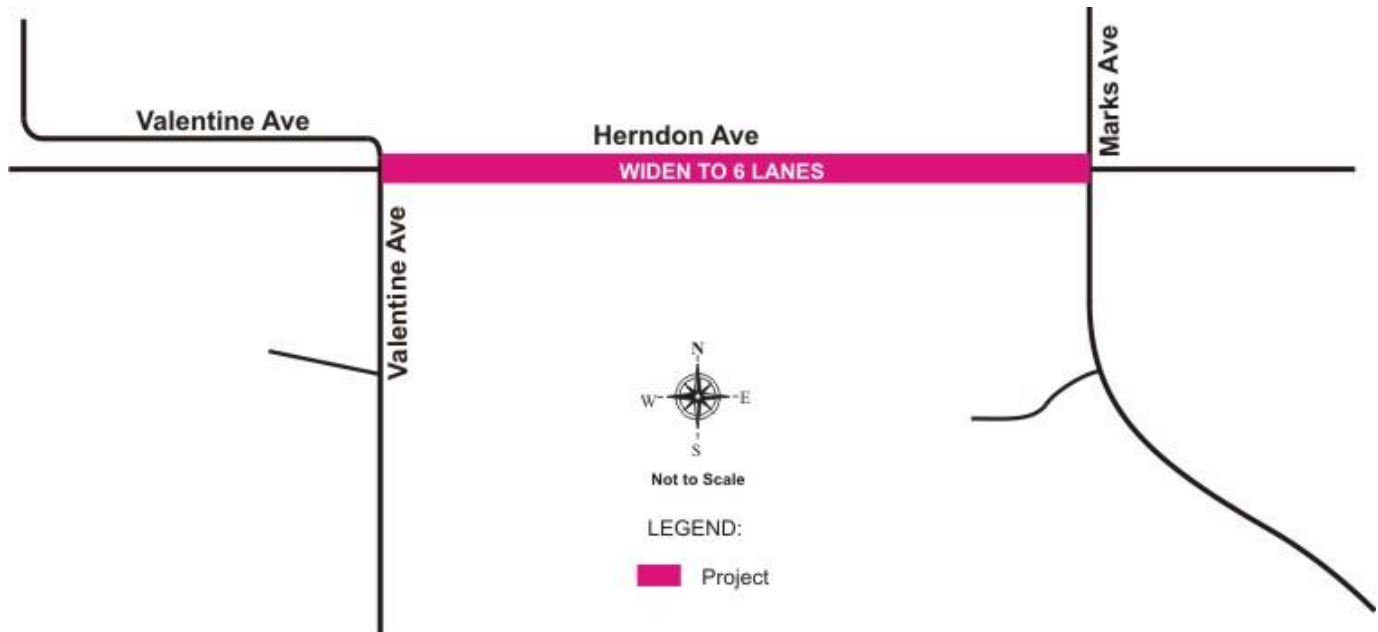 Valentine Ave
Herndon Ave
Marks Ave
WIDEN TO 6 LANES
Valentine Ave
N
W
E
S
Not to Scale
LEGEND:
Project